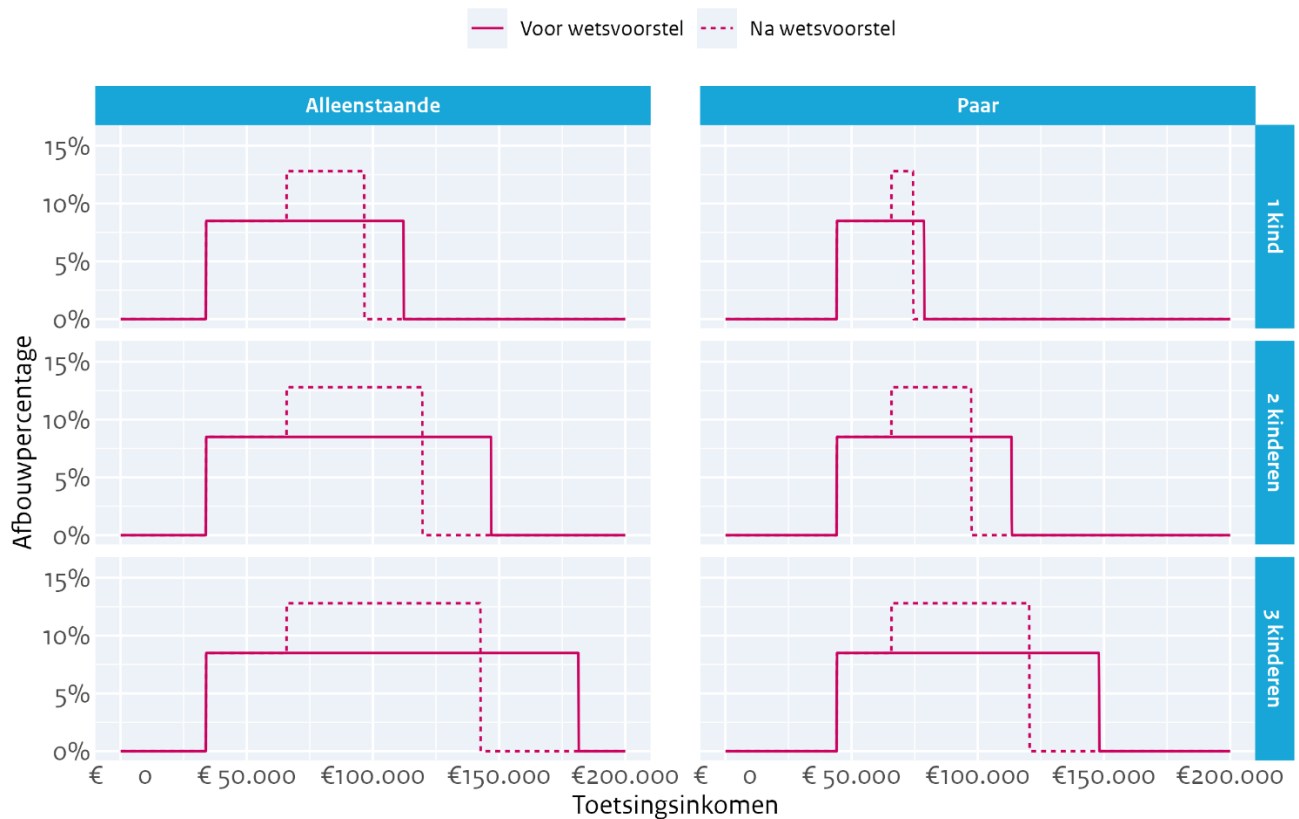 Voor wetsvoorstel Na wetsvoorstel
Alleenstaande Paar
15%
10%
5%
0%
1 kind
15%
10%
5%
0%
2 kinderen
15%
10%
5%
0%
3 kinderen
Afbouwpercentage
€ 0 € 50.000 €100.000 €150.000 €200.000 € 0 € 50.000 €100.000 €150.000 €200.000
Toetsingsinkomen